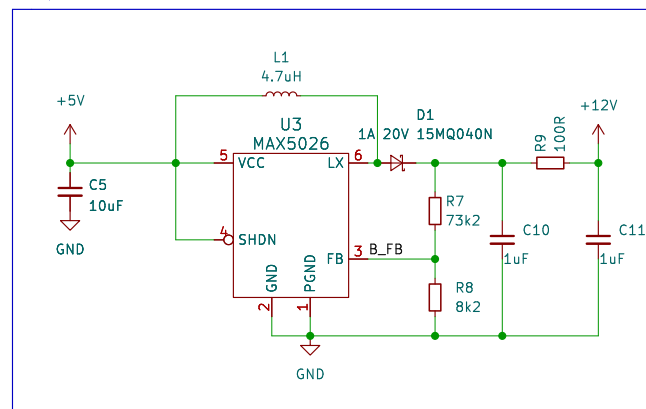 L1
4.7uH
+5V
D1
+12V
U3
1A 20V 15MQ040N
MAX5026
R9
100R
5
VCC
LX
6
C5
10uF
R7
73k2
4
SHDN
C10
1uF
C11
1uF
GND
FB
3
B_FB
GND
PGND
R8
8k2
2
1
GND